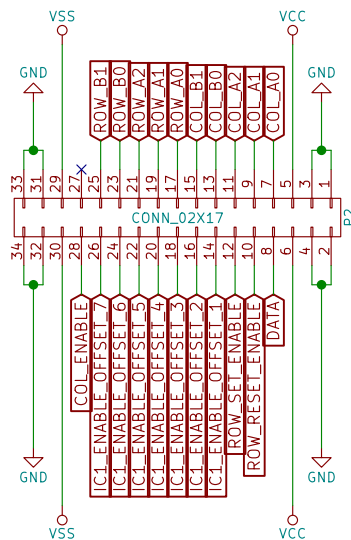 VSS
VCC
GND
GND
ROW_B1
ROW_B0
ROW_A2
ROW_A1
ROW_A0
COL_B1
COL_B0
COL_A2
COL_A1
COL_A0
33
31
29
27
25
23
21
19
17
15
13
11
9
7
5
3
1
CONN_02X17
P2
34
32
30
28
26
24
22
20
18
16
14
12
10
8
6
4
2
COL_ENABLE
IC1_ENABLE_OFFSET_7
IC1_ENABLE_OFFSET_6
IC1_ENABLE_OFFSET_5
IC1_ENABLE_OFFSET_4
IC1_ENABLE_OFFSET_3
IC1_ENABLE_OFFSET_2
IC1_ENABLE_OFFSET_1
ROW_SET_ENABLE
ROW_RESET_ENABLE
DATA
GND
GND
VSS
VCC